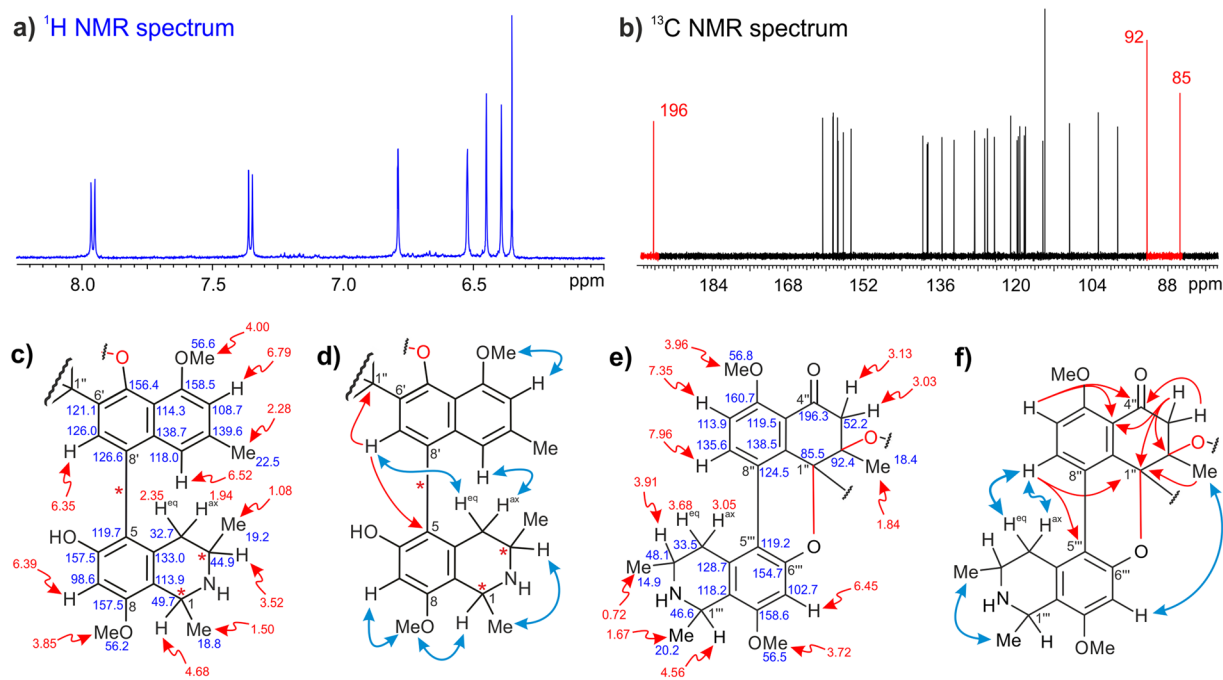 a) ¹H NMR spectrum
8.0 7.5 7.0 6.5 ppm
b) ¹³C NMR spectrum
196
92
85
184 168 152 136 120 104 88 ppm
c)
4.00
56.6
O OMe
6.79
1"
H
6'
156.4 158.5
121.1 114.3 108.7
2.28
126.0 138.7 139.6
H 8' Me
126.6 118.0 22.5
H
6.35 * 6.52
2.35 1.94 1.08
Heq Hax
HO 119.7 5 32.7 Me
19.2
157.5 133.0 *
44.9 H
6.39 98.6 113.9 NH
H 157.5 49.7 * 3.52
8 1
3.85 MeO H Me 1.50
56.2 18.8
4.68
d)
O OMe
1"
H
6'
H 8' Me
H
*
Heq Hax
HO 5 Me
*
H
NH
H *
8 1
MeO H Me
e)
3.96 56.8
MeO O H 3.13
7.35 4" 3.03
H 160.7 H
196.3
113.9 119.5 52.2
135.6 138.5 O
7.96 85.5 92.4 Me 18.4
H 8" 124.5 1"
3.91
3.68 3.05 1.84
Heq Hax
H 33.5 5''' 119.2 O
48.1
Me 128.7 154.7 6'''
14.9
HN 118.2 102.7 6.45
0.72 46.6 1''' 158.6 H
1.67 Me H OMe 3.72
20.2 56.5
4.56
f)
MeO O H
4"
H H
O
H 8" 1" Me
Heq Hax
H 5''' O
Me 6'''
HN
1''' H
Me H OMe